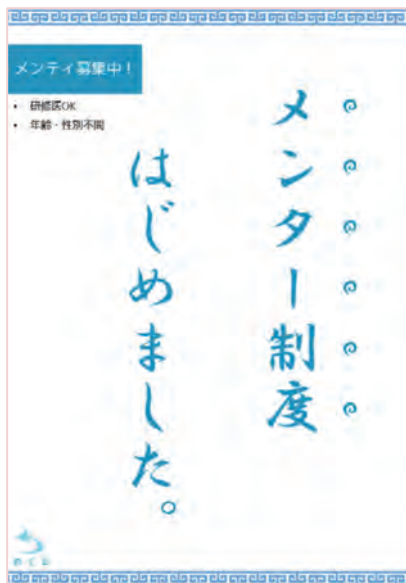 メンティ募集中！
・ 研修医OK
・ 年齢・性別不問
メンター制度
はじめました。